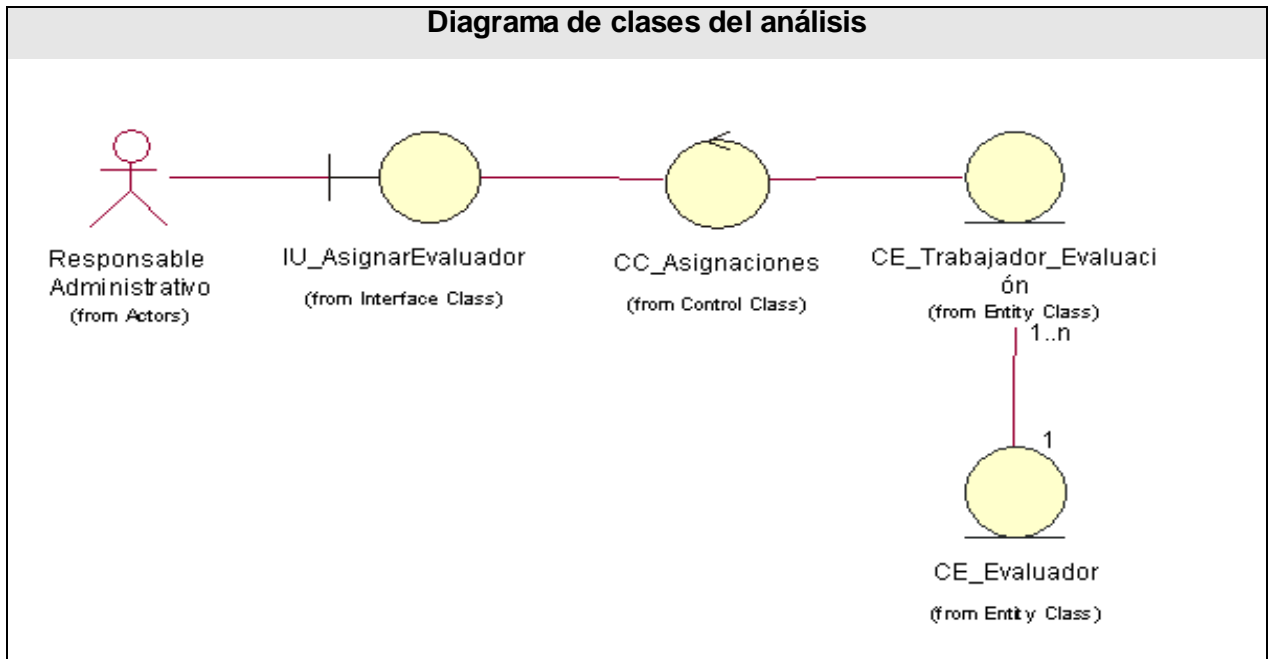 Diagrama de clases del análisis
Responsable
Administrativo
(from Actors)
IU_AsignarEvaluador
(from Interface Class)
CC_Asignaciones
(from Control Class)
CE_Trabajador_Evaluaci
ón
(from Entity Class)
1..n
1
CE_Evaluador
(from Entity Class)